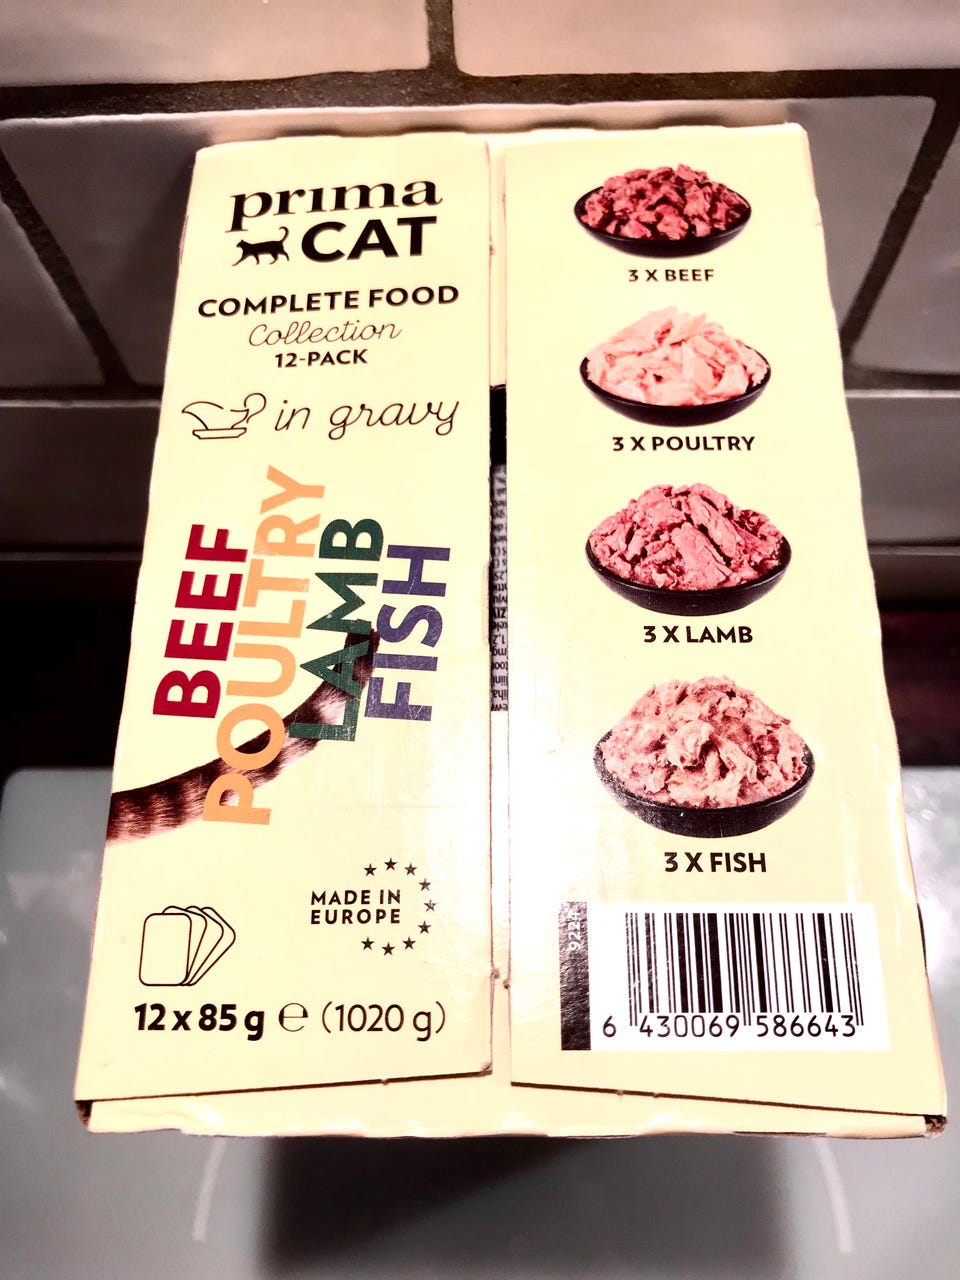 prima
CAT
COMPLETE FOOD
Collection
12-PACK
in gravy
BEEF
POULTRY
LAMB
FISH
MADE IN
EUROPE
12 x 85 g ℮ (1020 g)
3 X BEEF
3 X POULTRY
3 X LAMB
3 X FISH
6 430069 586643